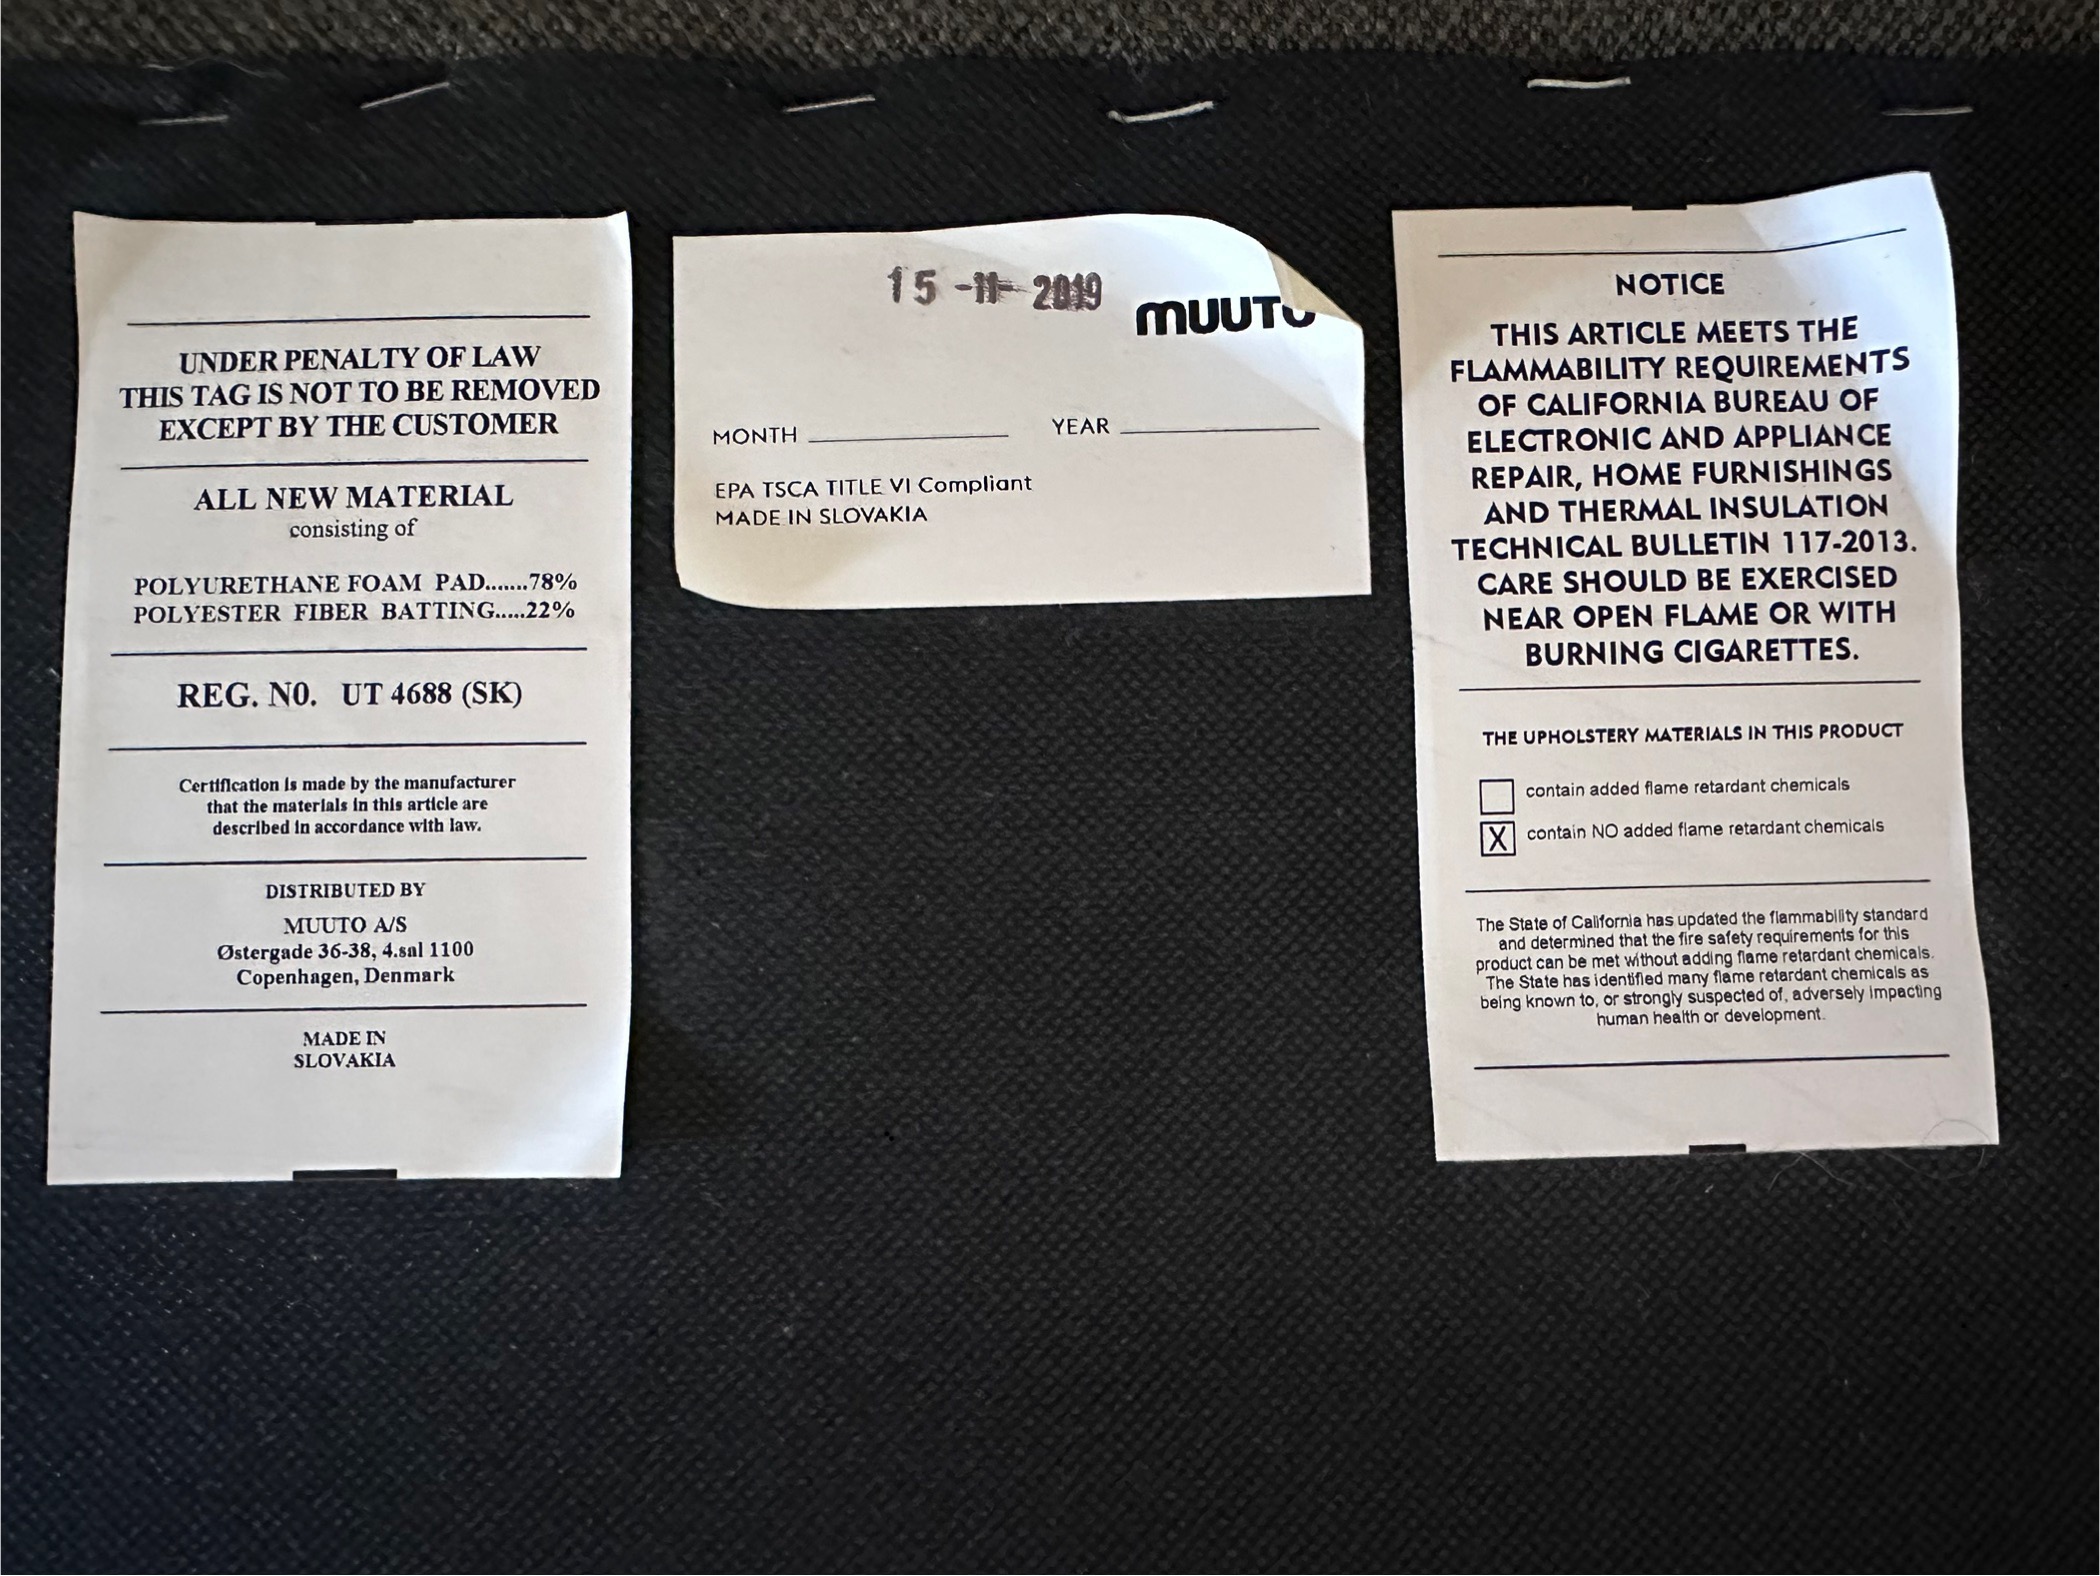 UNDER PENALTY OF LAW
THIS TAG IS NOT TO BE REMOVED
EXCEPT BY THE CUSTOMER
ALL NEW MATERIAL
consisting of
POLYURETHANE FOAM PAD.......78%
POLYESTER FIBER BATTING.....22%
REG. NO. UT 4688 (SK)
Certification is made by the manufacturer
that the materials in this article are
described in accordance with law.
DISTRIBUTED BY
MUUTO A/S
Østergade 36-38, 4.sal 1100
Copenhagen, Denmark
MADE IN
SLOVAKIA
15 -11- 2019
muuto
MONTH ____________ YEAR ____________
EPA TSCA TITLE VI Compliant
MADE IN SLOVAKIA
NOTICE
THIS ARTICLE MEETS THE
FLAMMABILITY REQUIREMENTS
OF CALIFORNIA BUREAU OF
ELECTRONIC AND APPLIANCE
REPAIR, HOME FURNISHINGS
AND THERMAL INSULATION
TECHNICAL BULLETIN 117-2013.
CARE SHOULD BE EXERCISED
NEAR OPEN FLAME OR WITH
BURNING CIGARETTES.
THE UPHOLSTERY MATERIALS IN THIS PRODUCT
contain added flame retardant chemicals
X contain NO added flame retardant chemicals
The State of California has updated the flammability standard
and determined that the fire safety requirements for this
product can be met without adding flame retardant chemicals.
The State has identified many flame retardant chemicals as
being known to, or strongly suspected of, adversely impacting
human health or development.